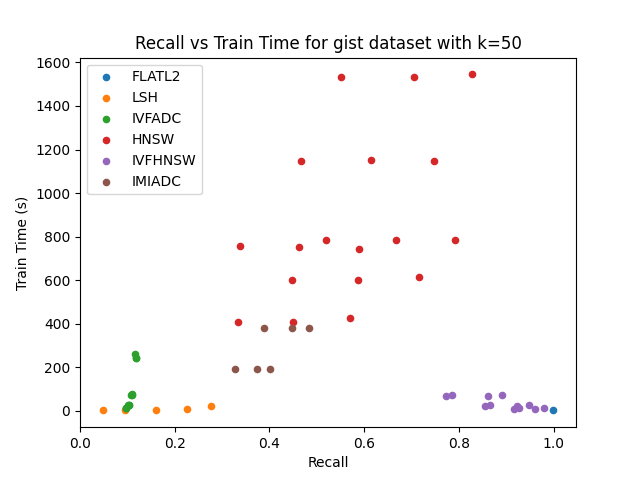 Recall vs Train Time for gist dataset with k=50
FLATL2
LSH
IVFADC
HNSW
IVFHNSW
IMIADC
Train Time (s)
1600
1400
1200
1000
800
600
400
200
0
0.0 0.2 0.4 0.6 0.8 1.0
Recall